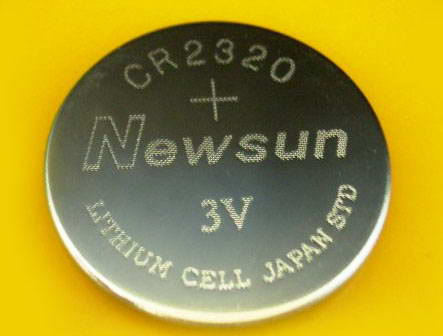 CR2320
+
Newsun
3V
LITHIUM CELL JAPAN STD